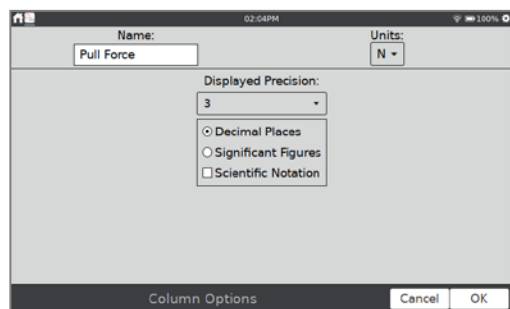 02:04PM
100%
Name:
Units:
Pull Force
N
Displayed Precision:
3
Decimal Places
Significant Figures
Scientific Notation
Column Options
Cancel
OK